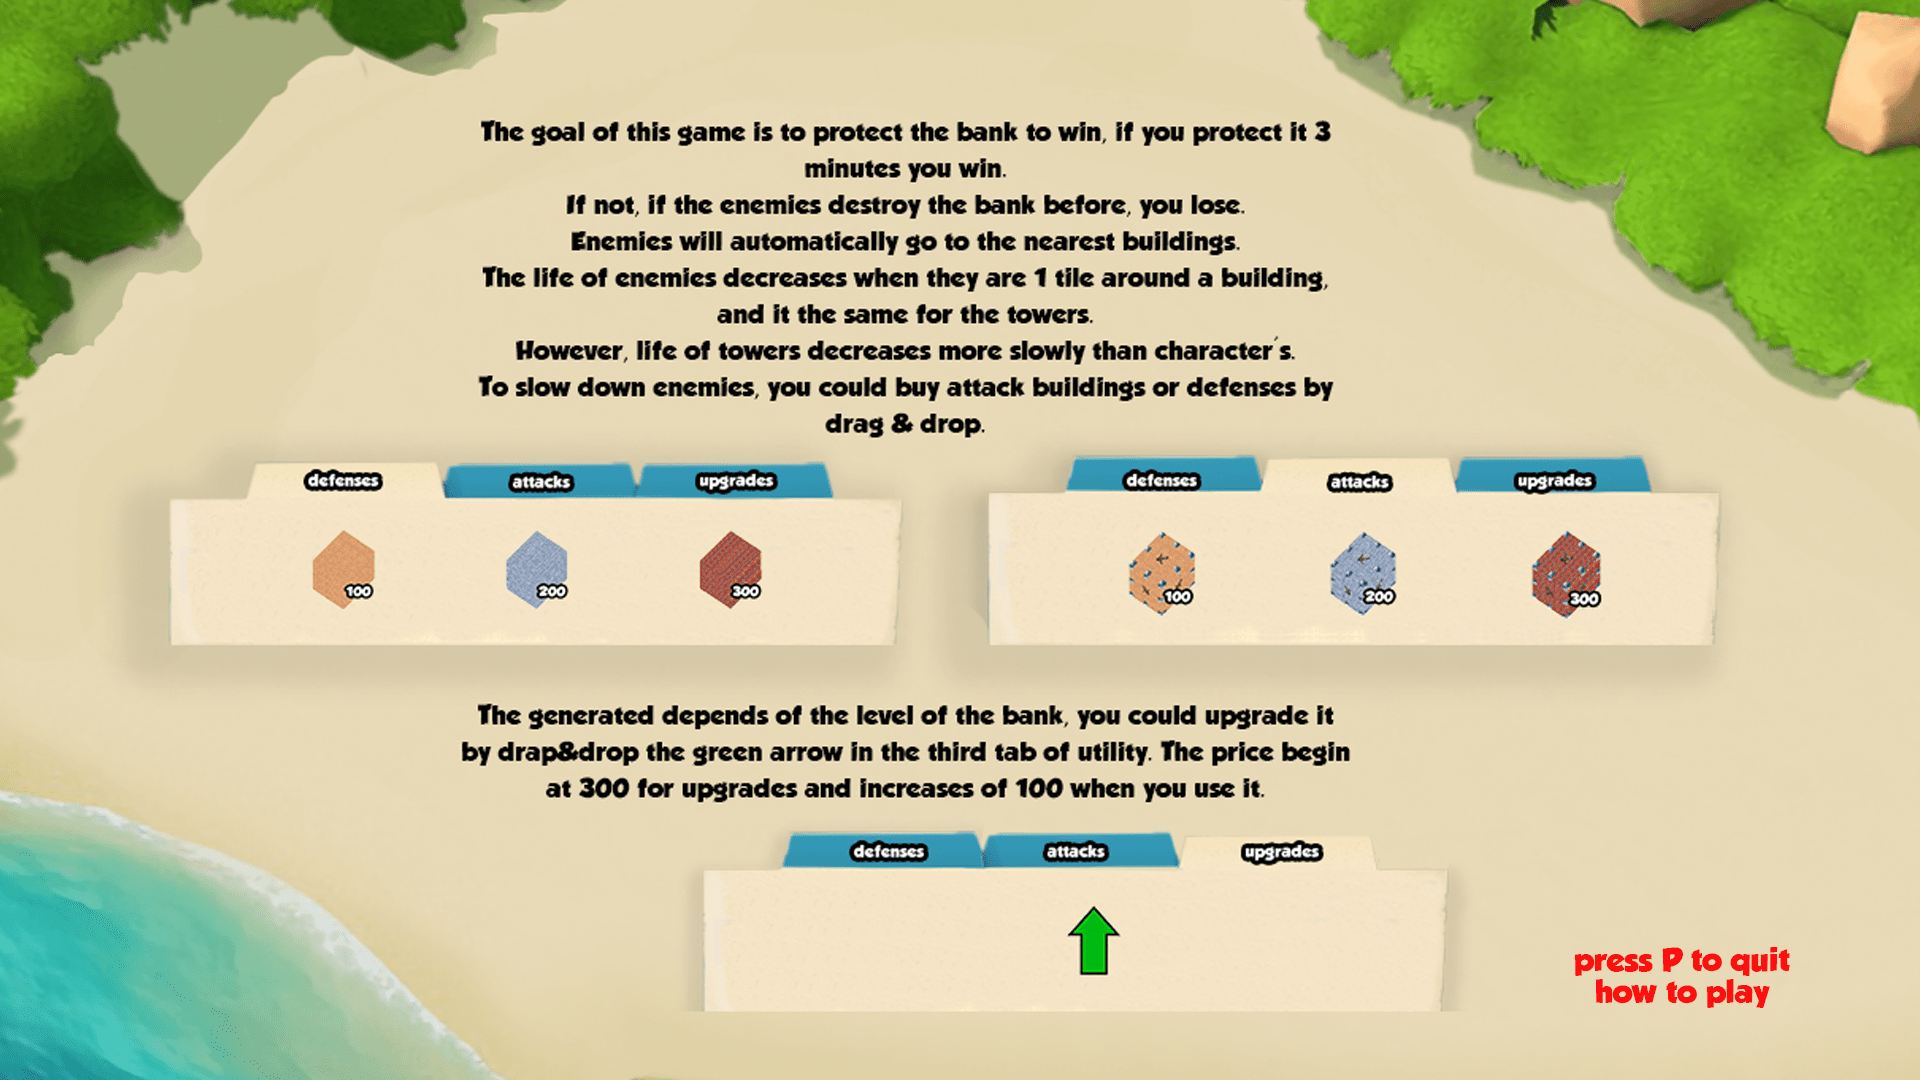 The goal of this game is to protect the bank to win, if you protect it 3
minutes you win.
If not, if the enemies destroy the bank before, you lose.
Enemies will automatically go to the nearest buildings.
The life of enemies decreases when they are 1 tile around a building,
and it the same for the towers.
However, life of towers decreases more slowly than character's.
To slow down enemies, you could buy attack buildings or defenses by
drag & drop.
defenses attacks upgrades
100 200 300
defenses attacks upgrades
100 200 300
The generated depends of the level of the bank, you could upgrade it
by drap&drop the green arrow in the third tab of utility. The price begin
at 300 for upgrades and increases of 100 when you use it.
defenses attacks upgrades
press P to quit
how to play